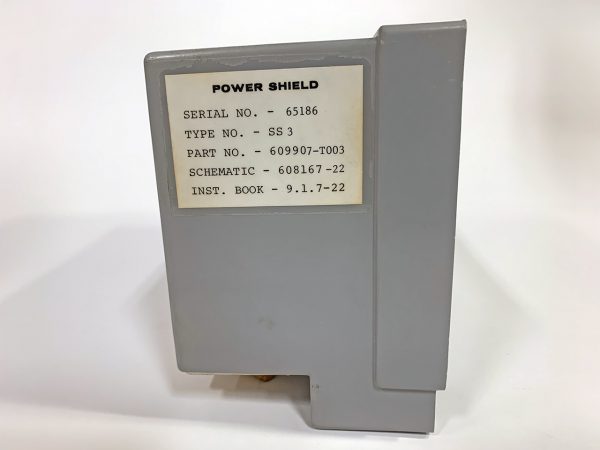 POWER SHIELD
SERIAL NO. - 65186
TYPE NO. - SS 3
PART NO. - 609907-T003
SCHEMATIC - 608167-22
INST. BOOK - 9.1.7-22